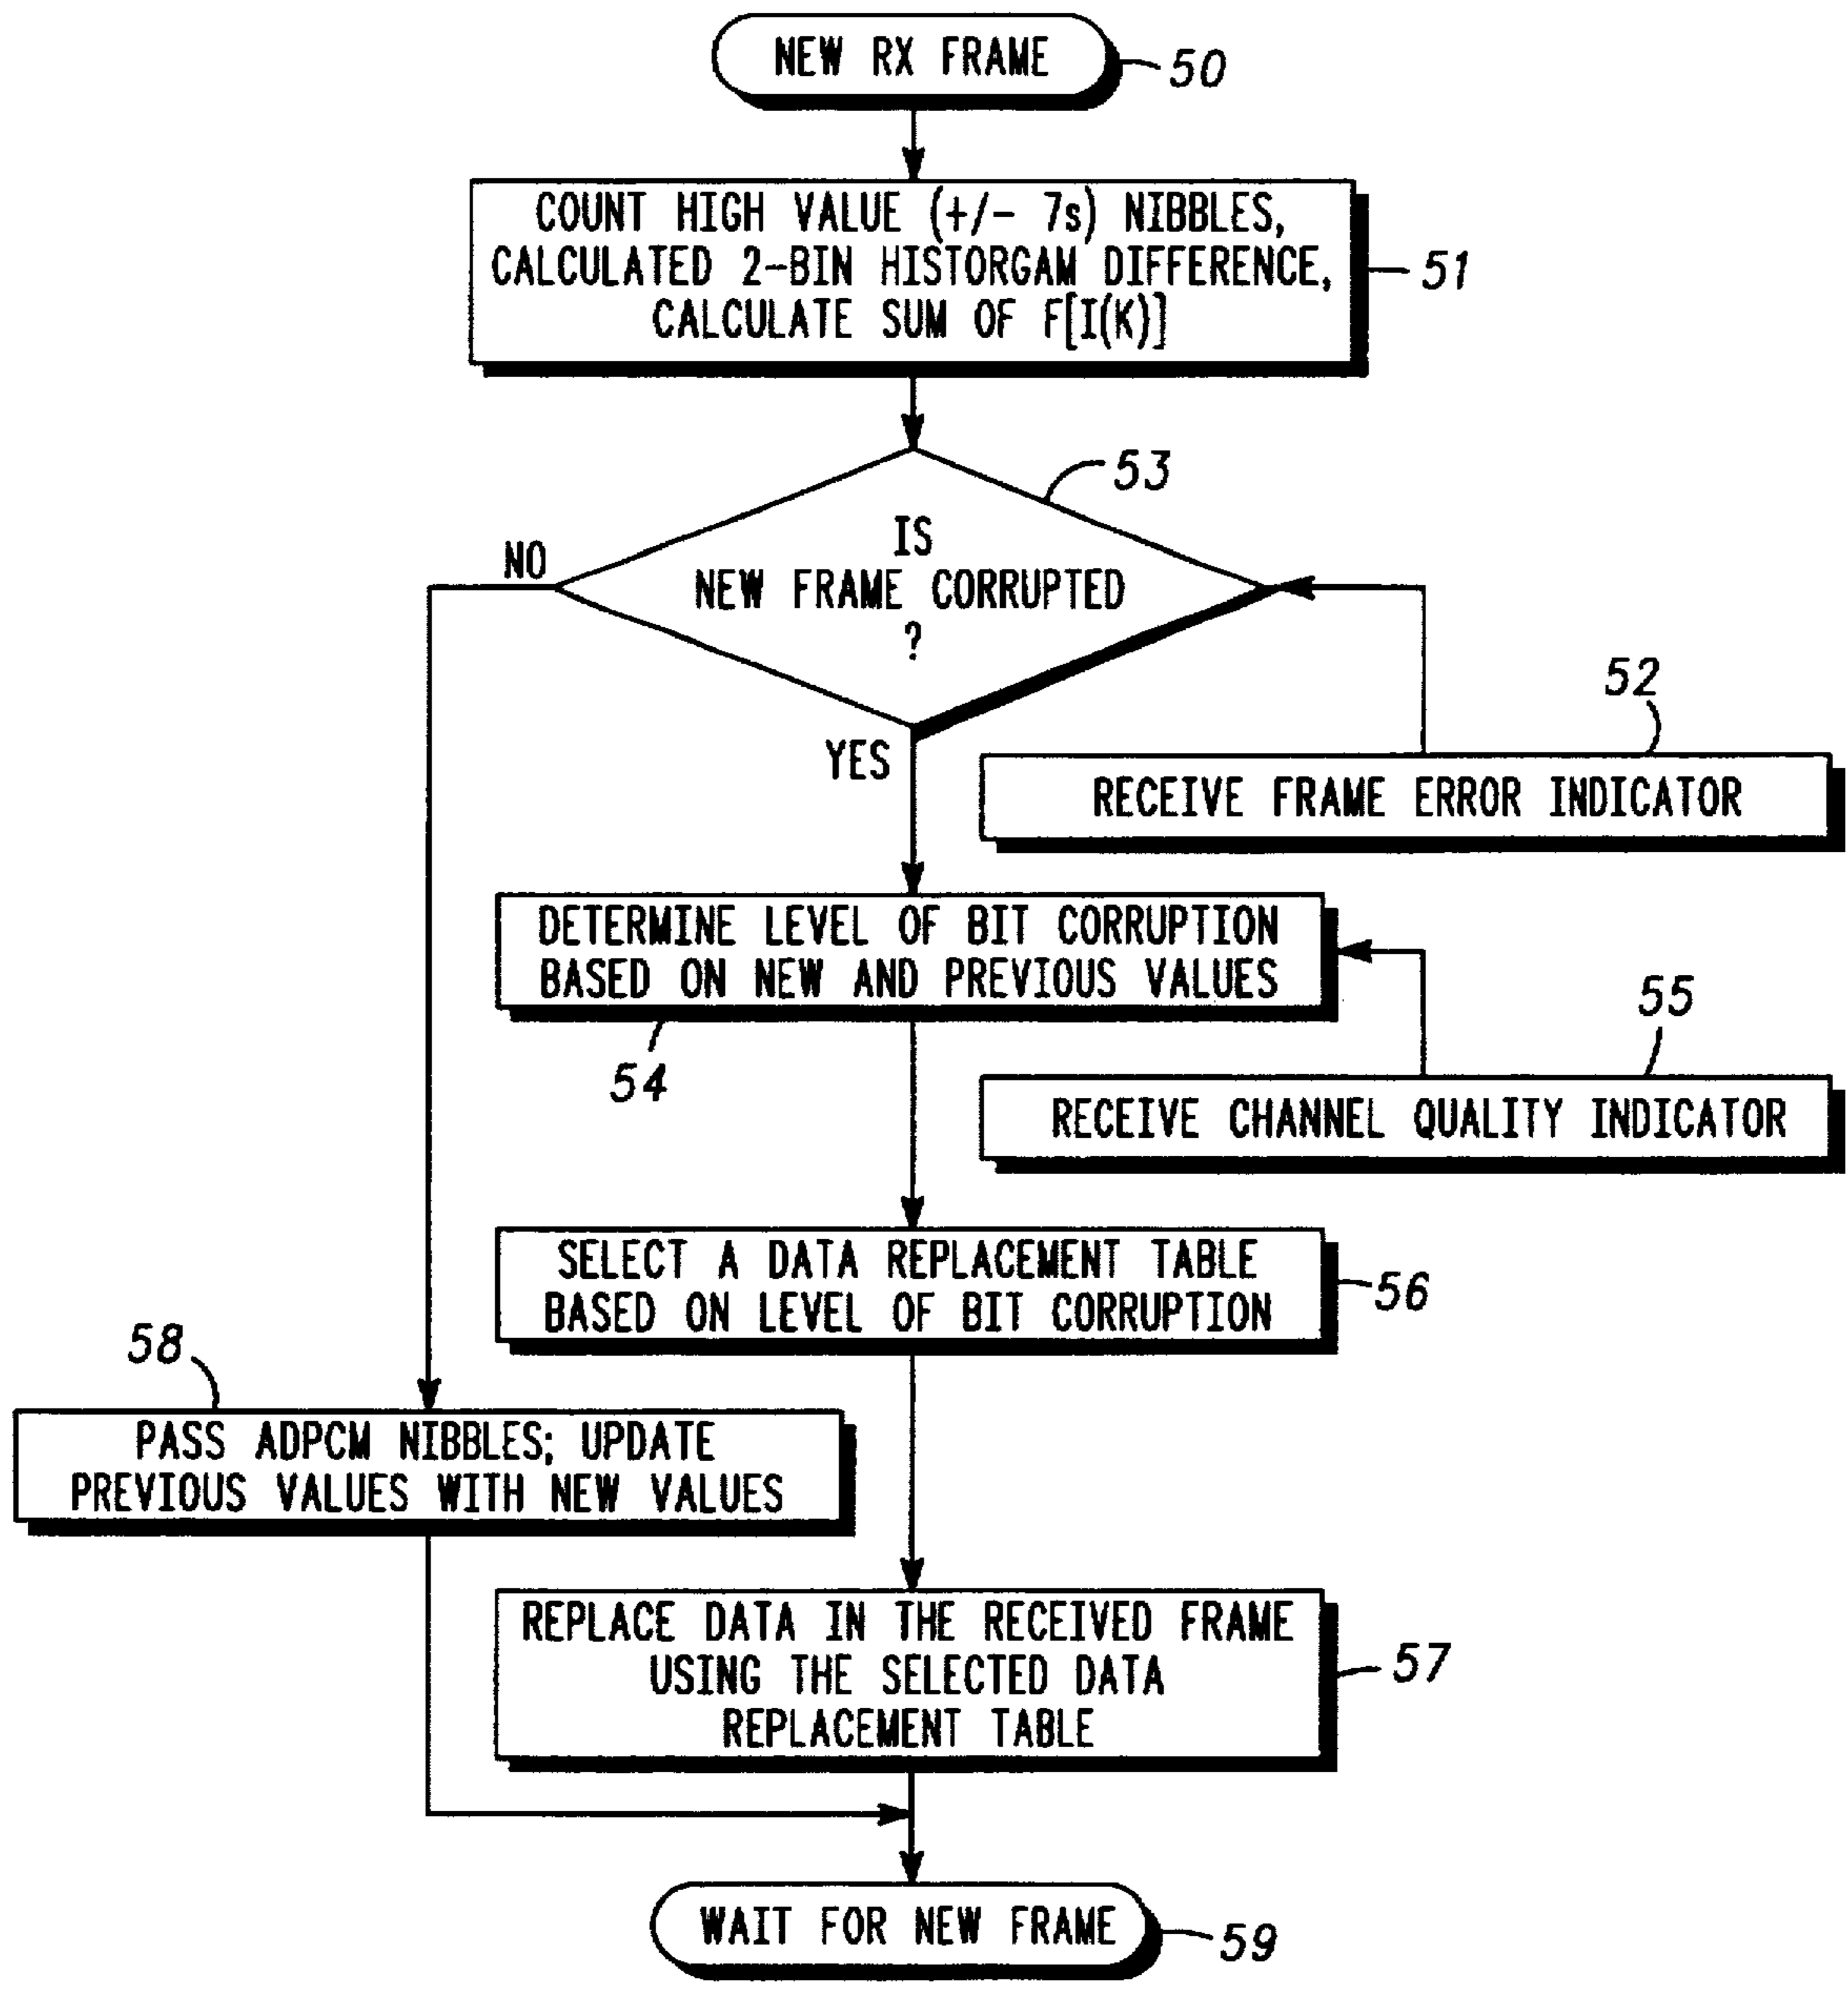 NEW RX FRAME
50
COUNT HIGH VALUE (+/- 7s) NIBBLES,
CALCULATED 2-BIN HISTORGAM DIFFERENCE,
CALCULATE SUM OF F[I(K)]
51
53
IS
NEW FRAME CORRUPTED
?
NO
YES
52
RECEIVE FRAME ERROR INDICATOR
DETERMINE LEVEL OF BIT CORRUPTION
BASED ON NEW AND PREVIOUS VALUES
54
55
RECEIVE CHANNEL QUALITY INDICATOR
SELECT A DATA REPLACEMENT TABLE
BASED ON LEVEL OF BIT CORRUPTION
56
58
PASS ADPCM NIBBLES; UPDATE
PREVIOUS VALUES WITH NEW VALUES
REPLACE DATA IN THE RECEIVED FRAME
USING THE SELECTED DATA
REPLACEMENT TABLE
57
WAIT FOR NEW FRAME
59